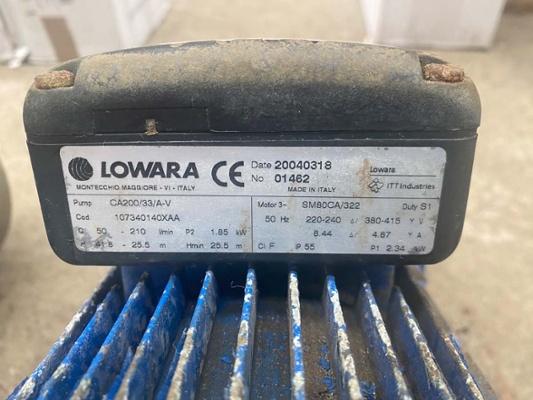 LOWARA CE Date 20040318 Lowara
No 01462
MONTECCHIO MAGGIORE - VI - ITALY MADE IN ITALY ITT Industries
Pump CA200/33/A-V Motor 3~ SM80CA/322 Duty S1
Cod. 107340140XAA 50 Hz 220-240 Δ/ 380-415 Y V
Q 50 - 210 l/min P2 1.85 kW 8.44 Δ/ 4.87 Y A
H 41.8 - 25.5 m Hmin 25.5 m Cl F IP 55 P1 2.34 kW